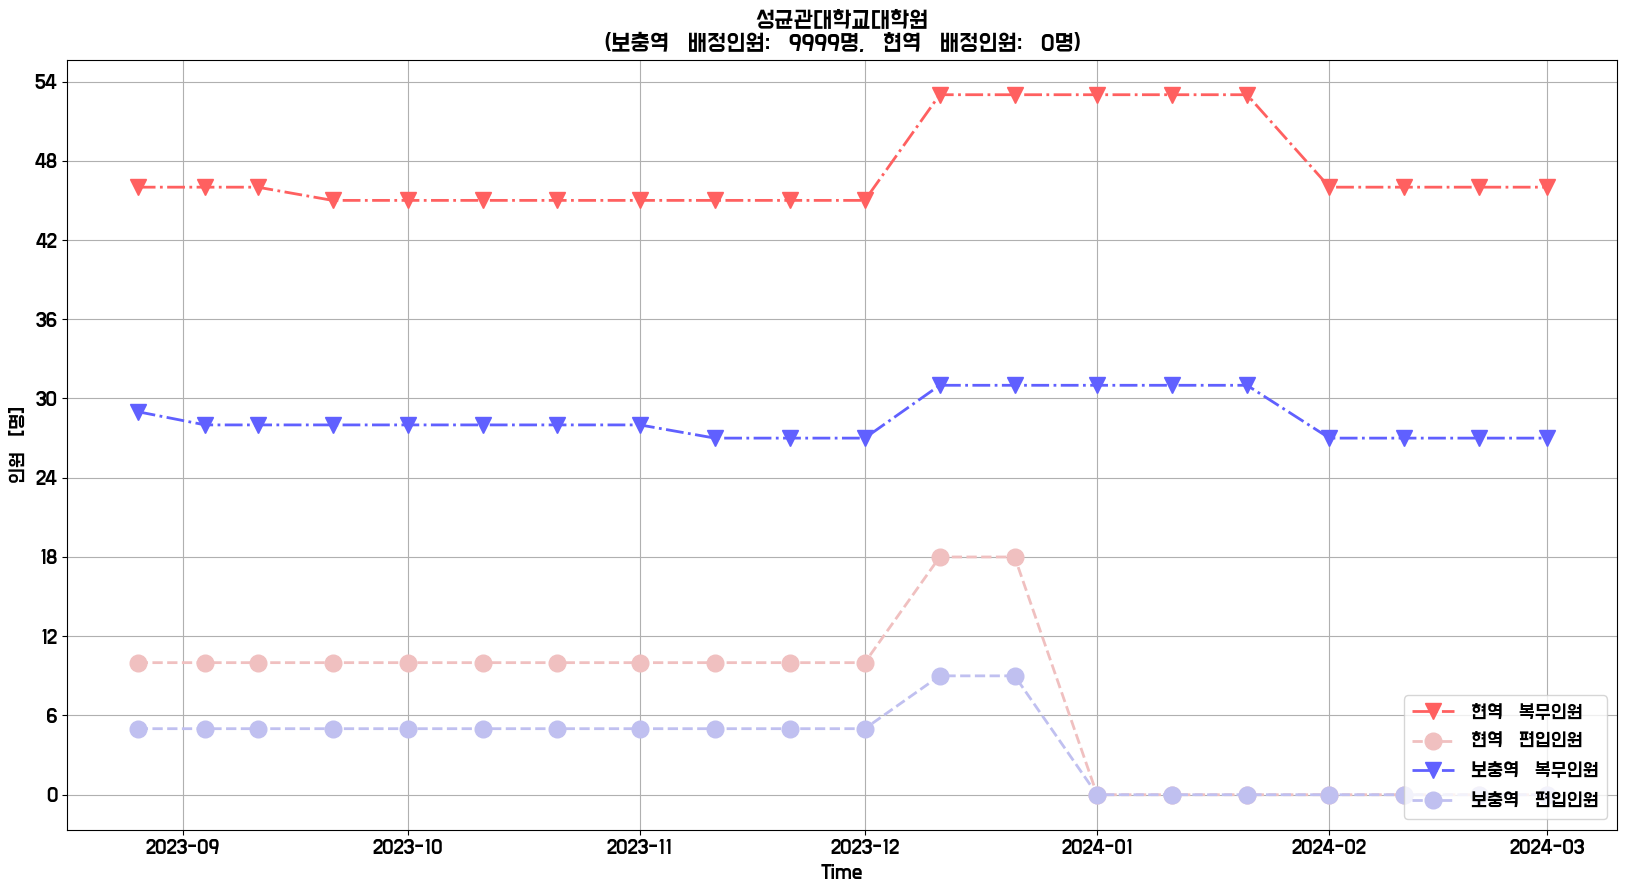 성균관대학교대학원
(보충역 배정인원: 9999명, 현역 배정인원: 0명)
54
48
42
36
30
24
18
12
6
0
인원 [명]
현역 복무인원
현역 편입인원
보충역 복무인원
보충역 편입인원
2023-09 2023-10 2023-11 2023-12 2024-01 2024-02 2024-03
Time